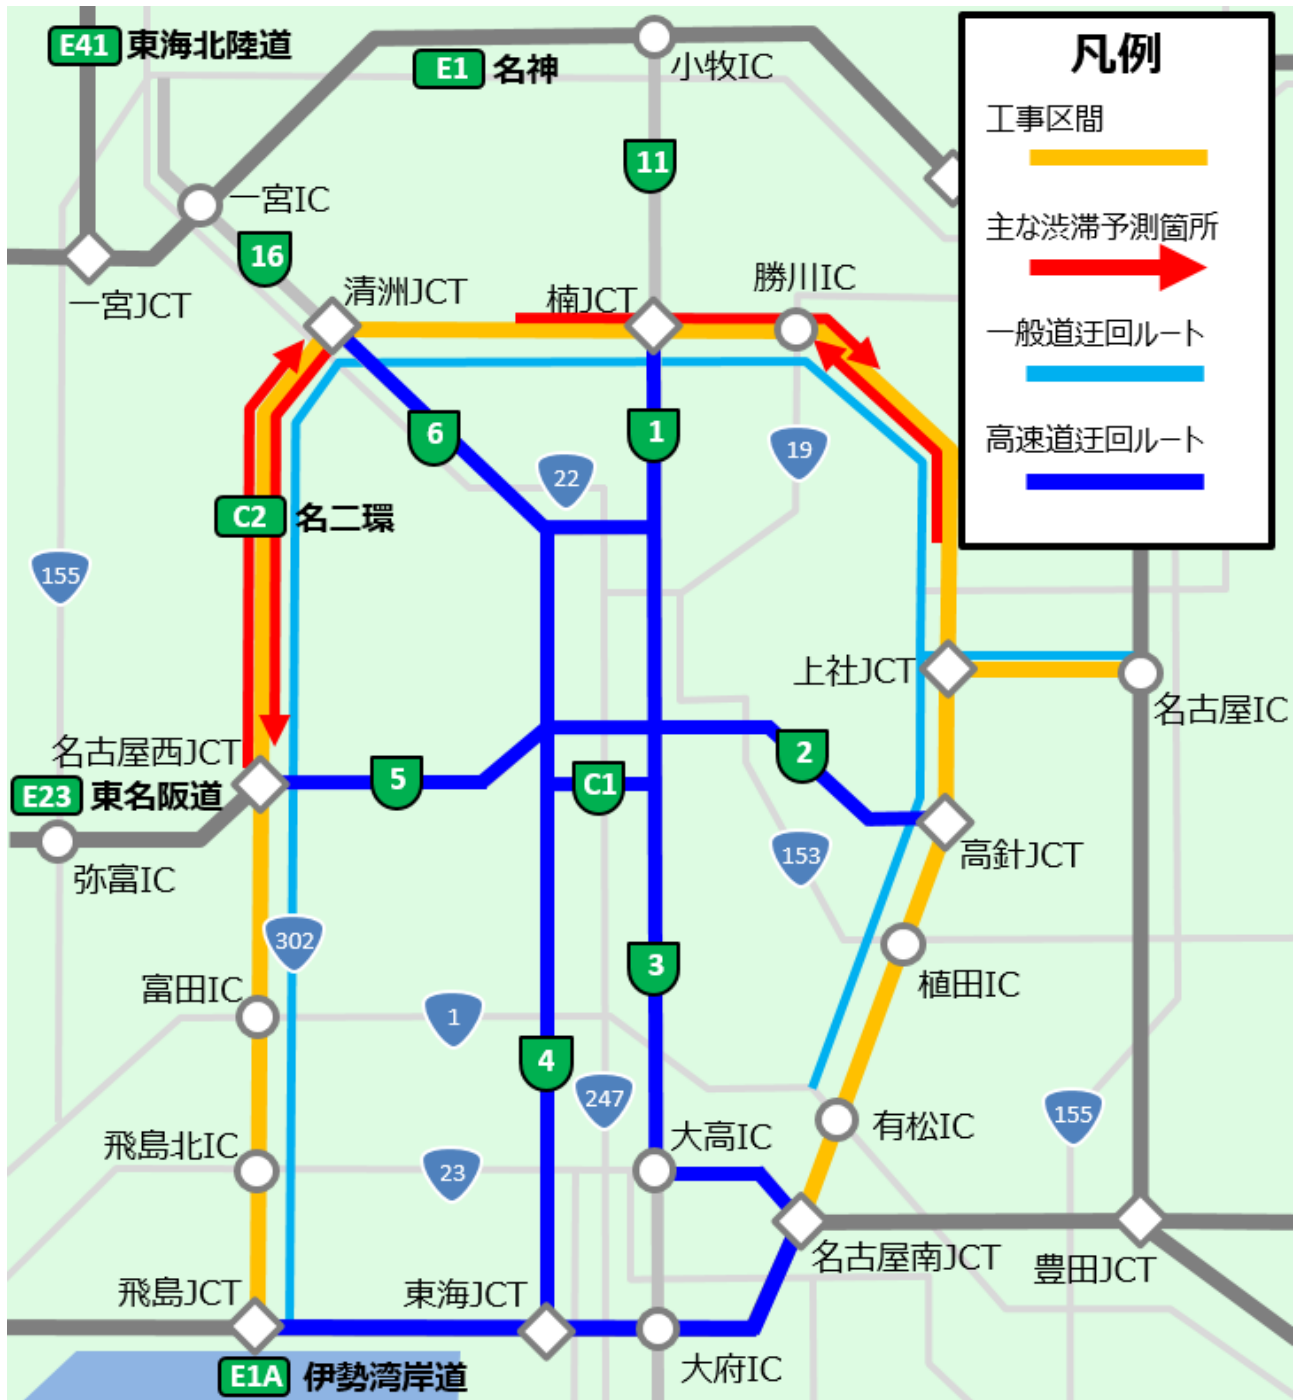 E41 東海北陸道
E1 名神
小牧IC
凡例
工事区間
主な渋滞予測箇所
一般道迂回ルート
高速道迂回ルート
11
一宮IC
16
一宮JCT
清洲JCT
楠JCT
勝川IC
6
1
19
22
C2 名二環
155
上社JCT
名古屋IC
名古屋西JCT
E23 東名阪道
弥富IC
5
C1
2
高針JCT
153
302
3
植田IC
富田IC
1
4
247
有松IC
155
飛島北IC
23
大高IC
名古屋南JCT
豊田JCT
飛島JCT
東海JCT
大府IC
E1A 伊勢湾岸道